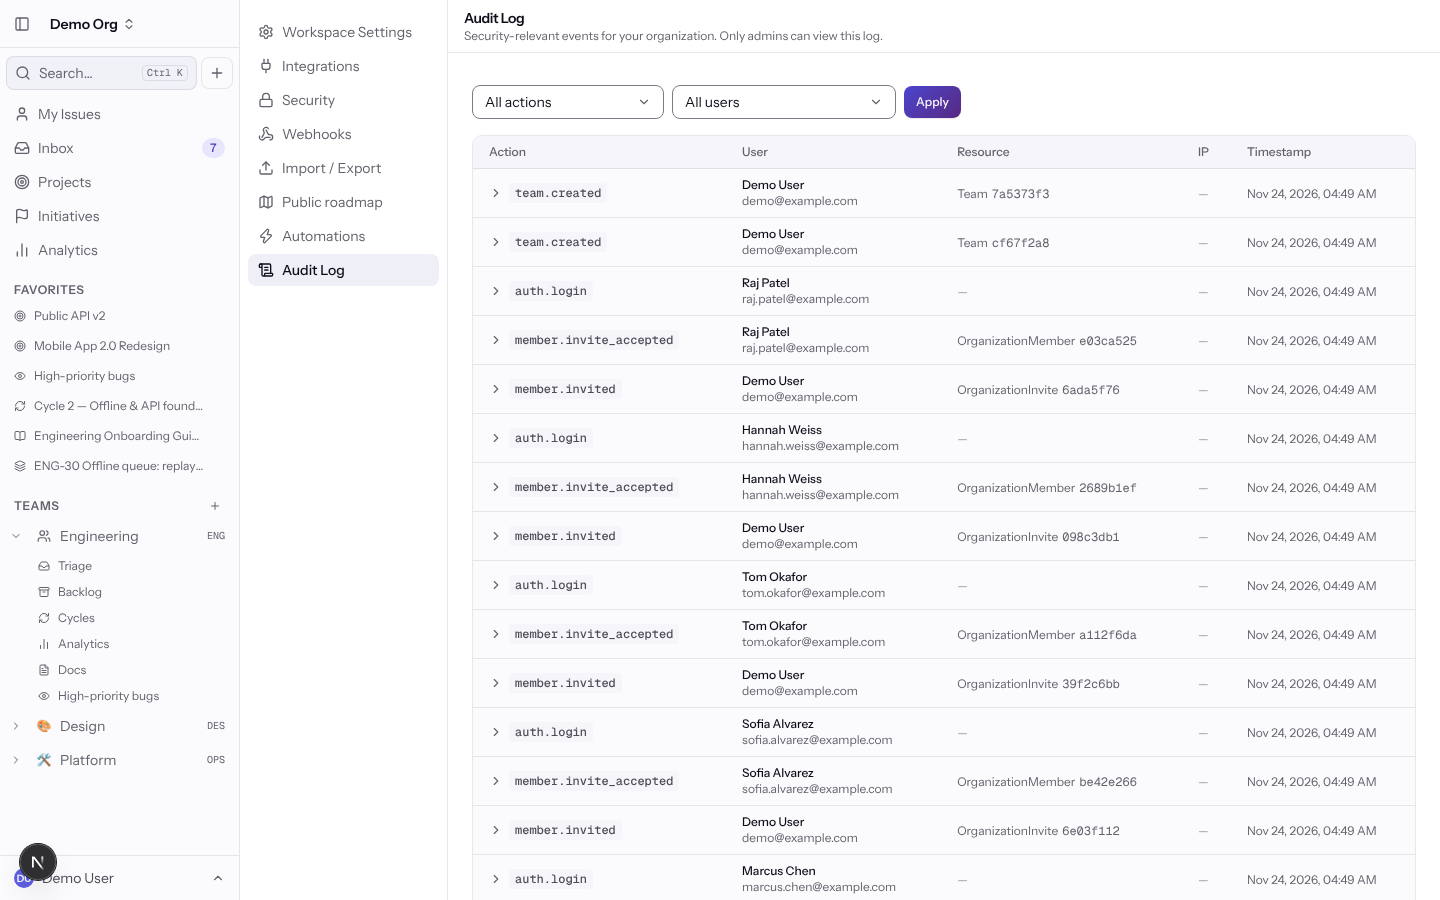 Demo Org
Search...
Ctrl K
My Issues
Inbox
7
Projects
Initiatives
Analytics
FAVORITES
Public API v2
Mobile App 2.0 Redesign
High-priority bugs
Cycle 2 — Offline & API found...
Engineering Onboarding Gui...
ENG-30 Offline queue: replay...
TEAMS
Engineering ENG
Triage
Backlog
Cycles
Analytics
Docs
High-priority bugs
Design DES
Platform OPS
N
Demo User
Workspace Settings
Integrations
Security
Webhooks
Import / Export
Public roadmap
Automations
Audit Log
Audit Log
Security-relevant events for your organization. Only admins can view this log.
All actions
All users
Apply
Action User Resource IP Timestamp
team.created Demo User demo@example.com Team 7a5373f3 — Nov 24, 2026, 04:49 AM
team.created Demo User demo@example.com Team cf67f2a8 — Nov 24, 2026, 04:49 AM
auth.login Raj Patel raj.patel@example.com — — Nov 24, 2026, 04:49 AM
member.invite_accepted Raj Patel raj.patel@example.com OrganizationMember e03ca525 — Nov 24, 2026, 04:49 AM
member.invited Demo User demo@example.com OrganizationInvite 6ada5f76 — Nov 24, 2026, 04:49 AM
auth.login Hannah Weiss hannah.weiss@example.com — — Nov 24, 2026, 04:49 AM
member.invite_accepted Hannah Weiss hannah.weiss@example.com OrganizationMember 2689b1ef — Nov 24, 2026, 04:49 AM
member.invited Demo User demo@example.com OrganizationInvite 098c3db1 — Nov 24, 2026, 04:49 AM
auth.login Tom Okafor tom.okafor@example.com — — Nov 24, 2026, 04:49 AM
member.invite_accepted Tom Okafor tom.okafor@example.com OrganizationMember a112f6da — Nov 24, 2026, 04:49 AM
member.invited Demo User demo@example.com OrganizationInvite 39f2c6bb — Nov 24, 2026, 04:49 AM
auth.login Sofia Alvarez sofia.alvarez@example.com — — Nov 24, 2026, 04:49 AM
member.invite_accepted Sofia Alvarez sofia.alvarez@example.com OrganizationMember be42e266 — Nov 24, 2026, 04:49 AM
member.invited Demo User demo@example.com OrganizationInvite 6e03f112 — Nov 24, 2026, 04:49 AM
auth.login Marcus Chen marcus.chen@example.com — — Nov 24, 2026, 04:49 AM